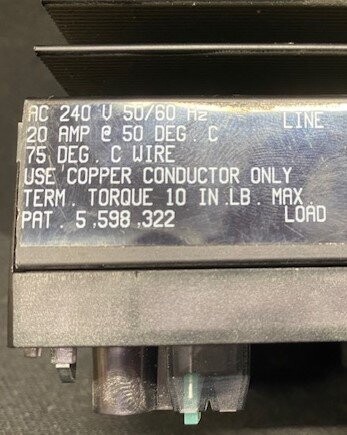 AC 240 V 50/60 Hz
LINE
20 AMP @ 50 DEG. C
75 DEG. C WIRE
USE COPPER CONDUCTOR ONLY
TERM. TORQUE 10 IN.LB. MAX.
PAT. 5,598,322
LOAD